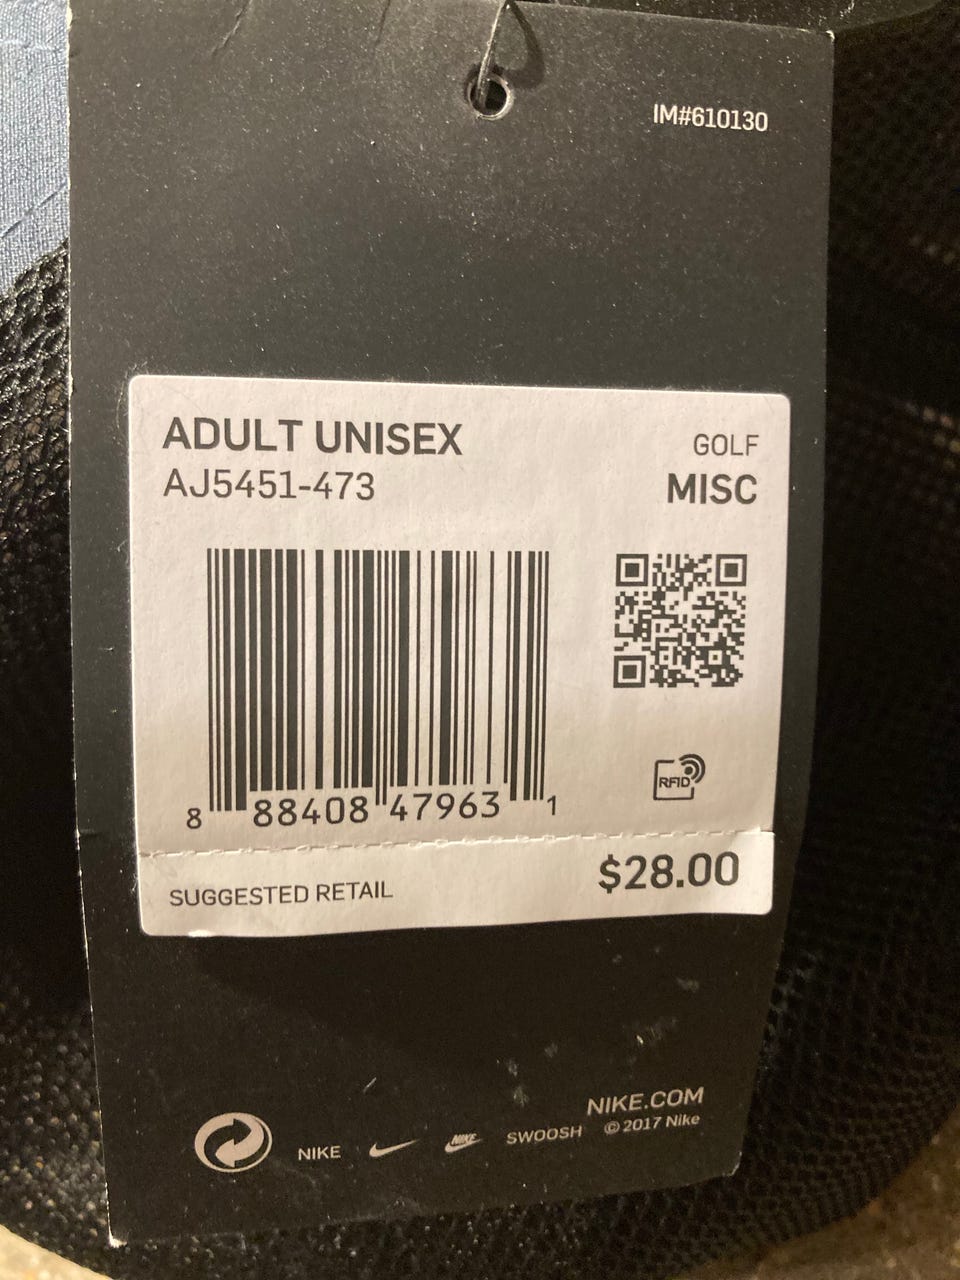 IM#610130
ADULT UNISEX
GOLF
AJ5451-473
MISC
8 88408 47963 1
RFID
SUGGESTED RETAIL
$28.00
NIKE.COM
NIKE NIKE SWOOSH © 2017 Nike